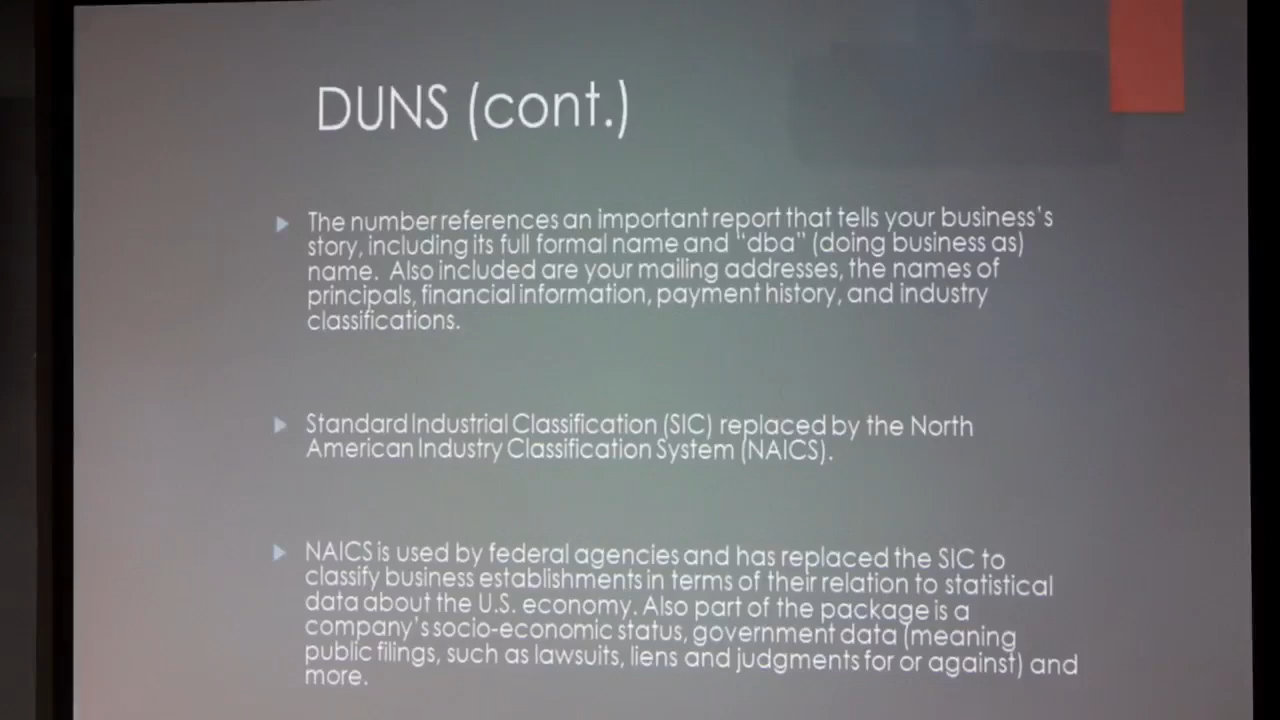 DUNS (cont.)
The number references an important report that tells your business's
story, including its full formal name and "dba" (doing business as)
name. Also included are your mailing addresses, the names of
principals, financial information, payment history, and industry
classifications.
Standard Industrial Classification (SIC) replaced by the North
American Industry Classification System (NAICS).
NAICS is used by federal agencies and has replaced the SIC to
classify business establishments in terms of their relation to statistical
data about the U.S. economy. Also part of the package is a
company's socio-economic status, government data (meaning
public filings, such as lawsuits, liens and judgments for or against) and
more.